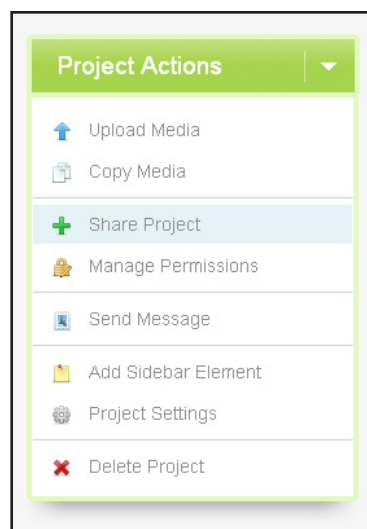 Project Actions
Upload Media
Copy Media
Share Project
Manage Permissions
Send Message
Add Sidebar Element
Project Settings
Delete Project